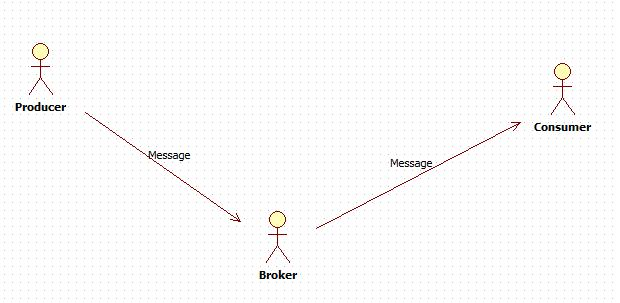 Producer
Consumer
Message
Message
Broker